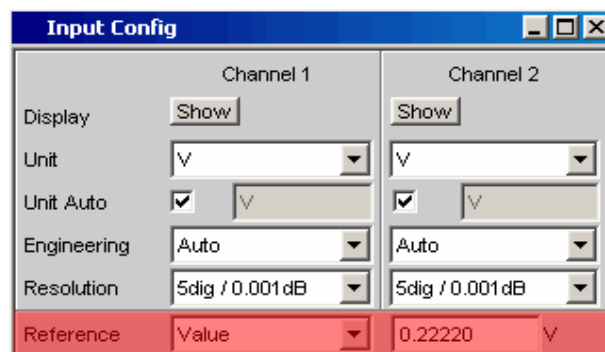 Input Config
Channel 1 Channel 2
Display Show Show
Unit V V
Unit Auto V V
Engineering Auto Auto
Resolution 5dig / 0.001dB 5dig / 0.001dB
Reference Value 0.22220 V